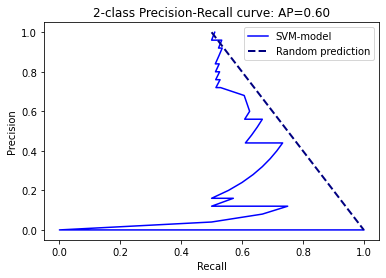 2-class Precision-Recall curve: AP=0.60
SVM-model
Random prediction
Precision
1.0
0.8
0.6
0.4
0.2
0.0
0.0 0.2 0.4 0.6 0.8 1.0
Recall